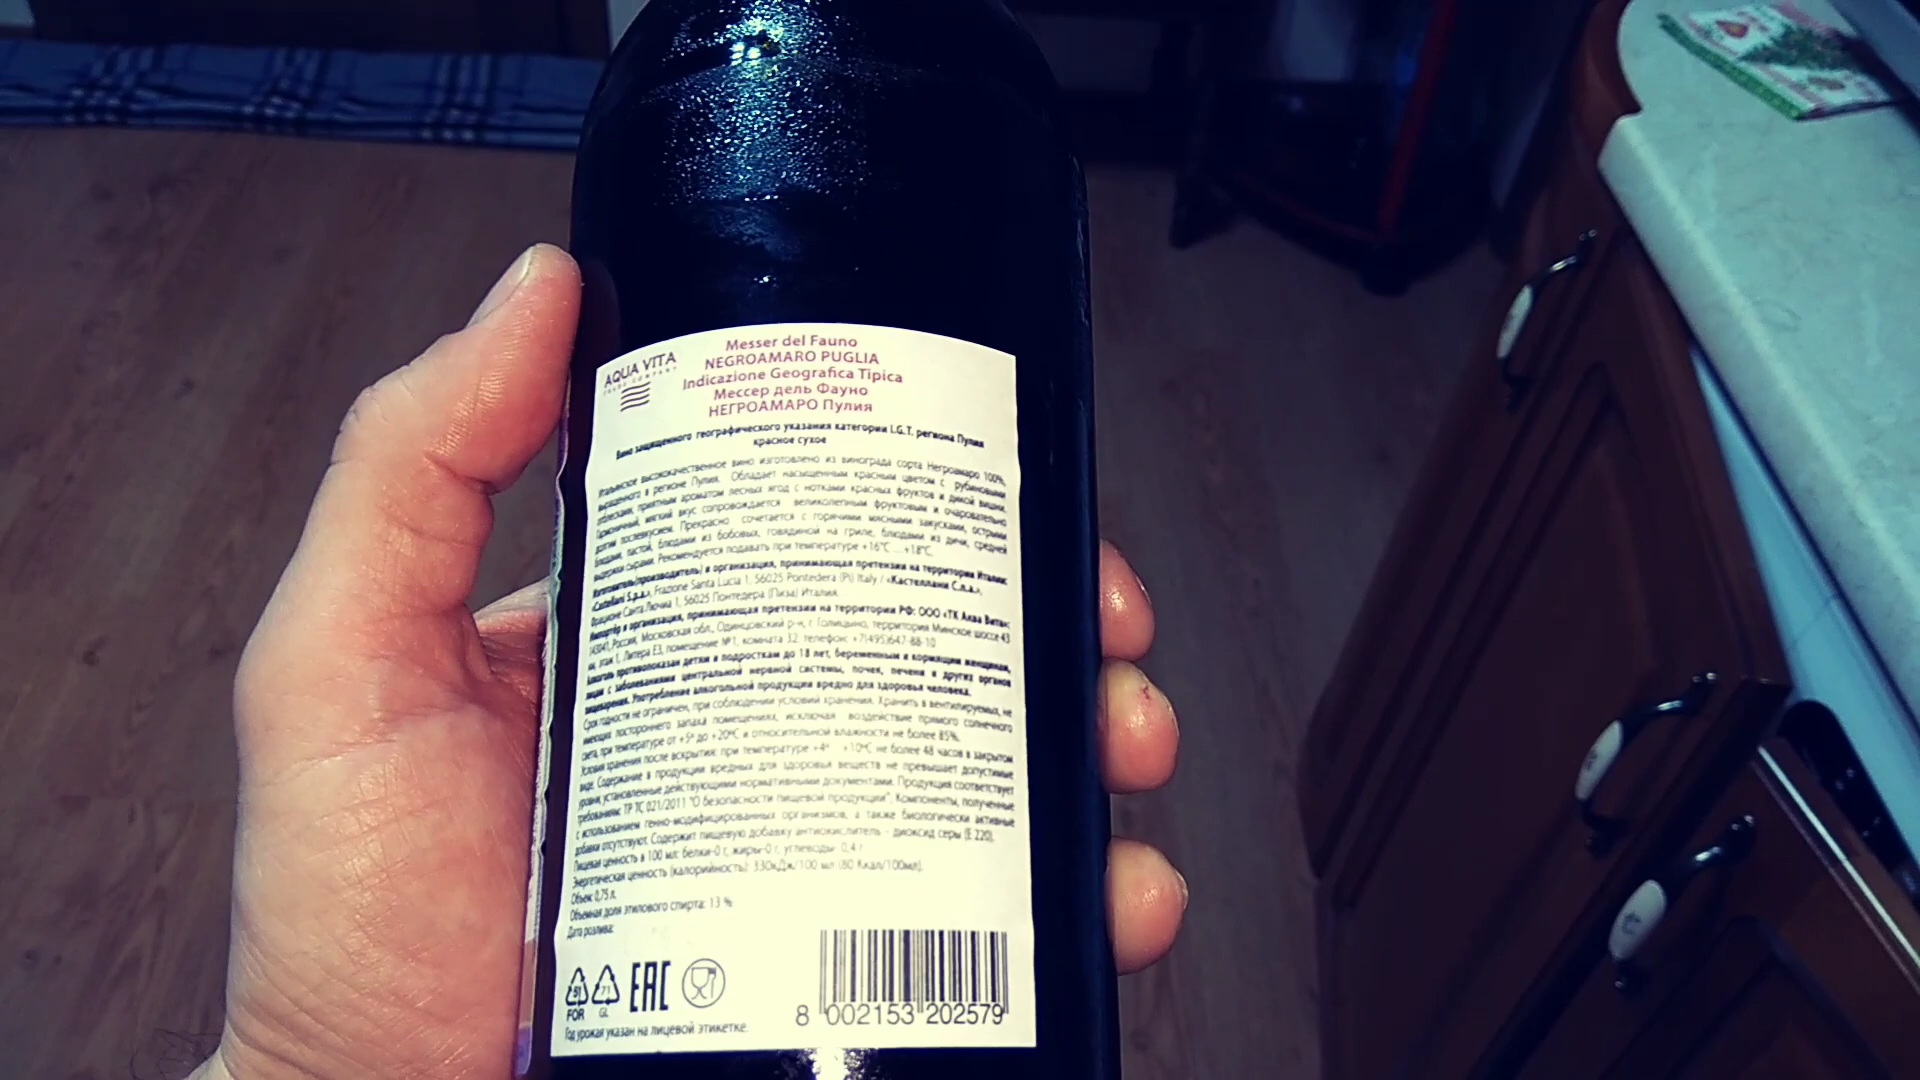 AQUA VITA
TRADE COMPANY
Messer del Fauno
NEGROAMARO PUGLIA
Indicazione Geografica Tipica
Мессер дель Фауно
НЕГРОАМАРО Пулия
Вино защищенного географического указания категории I.G.T. региона Пулия
красное сухое
Итальянское высококачественное вино изготовлено из винограда сорта Негроамаро 100%,
выращенного в регионе Пулия. Обладает насыщенным красным цветом с рубиновыми
отблесками, приятным ароматом лесных ягод с нотками красных фруктов и дикой вишни.
Гармоничный, мягкий вкус сопровождается великолепным фруктовым и очаровательно
долгим послевкусием. Прекрасно сочетается с горячими мясными закусками, острыми
блюдами, пастой, блюдами из бобовых, говядиной на гриле, блюдами из дичи, средней
выдержки сырами. Рекомендуется подавать при температуре +16°C ...+18°C.
Изготовитель(производитель) и организация, принимающая претензии на территории Италии:
«Castellani S.p.a.», Frazione Santa Lucia 1, 56025 Pontedera (Pi) Italy / «Кастеллани С.п.а.»,
Фрационе Санта Лючия 1, 56025 Понтедера (Пиза) Италия.
Импортёр и организация, принимающая претензии на территории РФ: ООО «ТК Аква Вита»:
143041, Россия, Московская обл., Одинцовский р-н, г. Голицыно, территория Минское шоссе 43
км, этаж 1, Литера Е3, помещение №1, комната 32. телефон: +7(495)647-88-10
Алкоголь противопоказан детям и подросткам до 18 лет, беременным и кормящим женщинам,
лицам с заболеваниями центральной нервной системы, почек, печени и других органов
пищеварения. Употребление алкогольной продукции вредно для здоровья человека.
Срок годности не ограничен, при соблюдении условий хранения. Хранить в вентилируемых, не
имеющих постороннего запаха помещениях, исключая воздействие прямого солнечного
света, при температуре от +5° до +20°C и относительной влажности не более 85%.
Условия хранения после вскрытия: при температуре +4° +10°C не более 48 часов в закрытом
виде. Содержание в продукции вредных для здоровья веществ не превышает допустимые
уровни, установленные действующими нормативными документами. Продукция соответствует
требованиям: ТР ТС 021/2011 "О безопасности пищевой продукции". Компоненты, полученные
с использованием генно-модифицированных организмов, а также биологически активные
добавки отсутствуют. Содержит пищевую добавку антиокислитель - диоксид серы (Е 220).
Пищевая ценность в 100 мл: белки-0 г, жиры-0 г, углеводы- 0,4 г
Энергетическая ценность (калорийность): 330кДж/100 мл (80 Ккал/100мл).
Объем: 0,75 л.
Объемная доля этилового спирта: 13 %
Дата розлива:
81 71 EAC
FOR GL
8 002153 202579
Год урожая указан на лицевой этикетке.